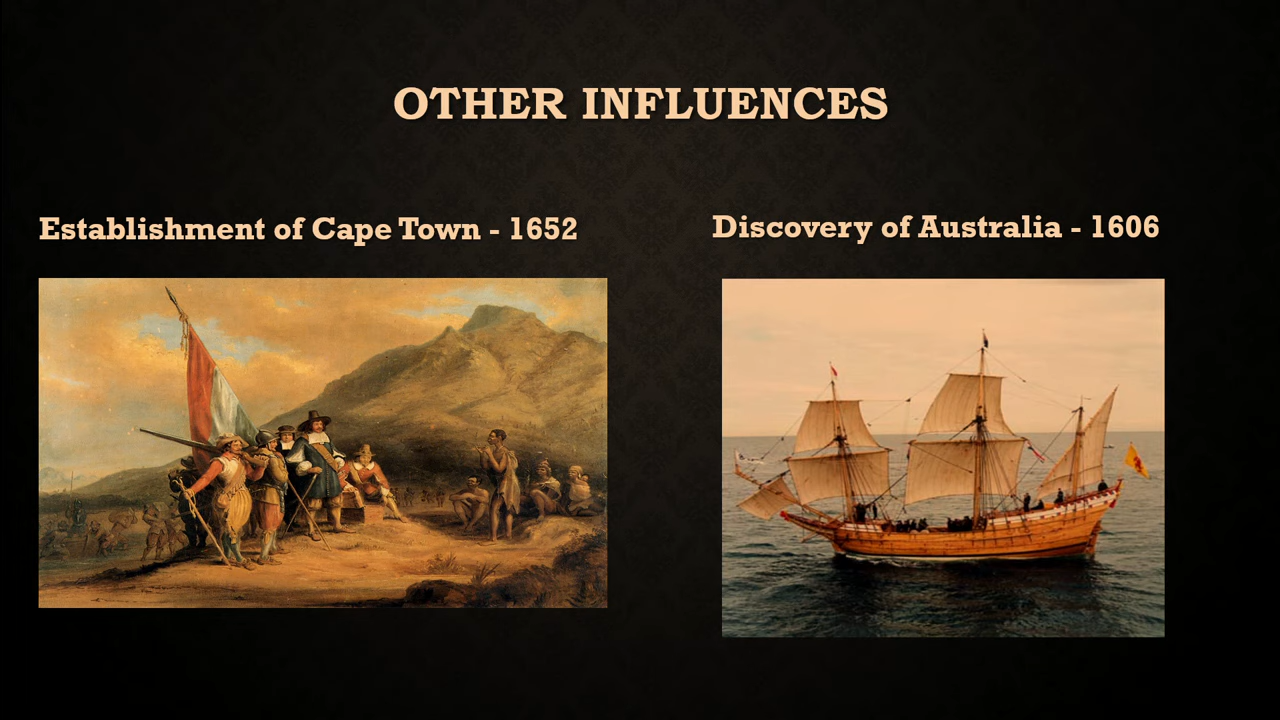 OTHER INFLUENCES
Establishment of Cape Town - 1652
Discovery of Australia - 1606